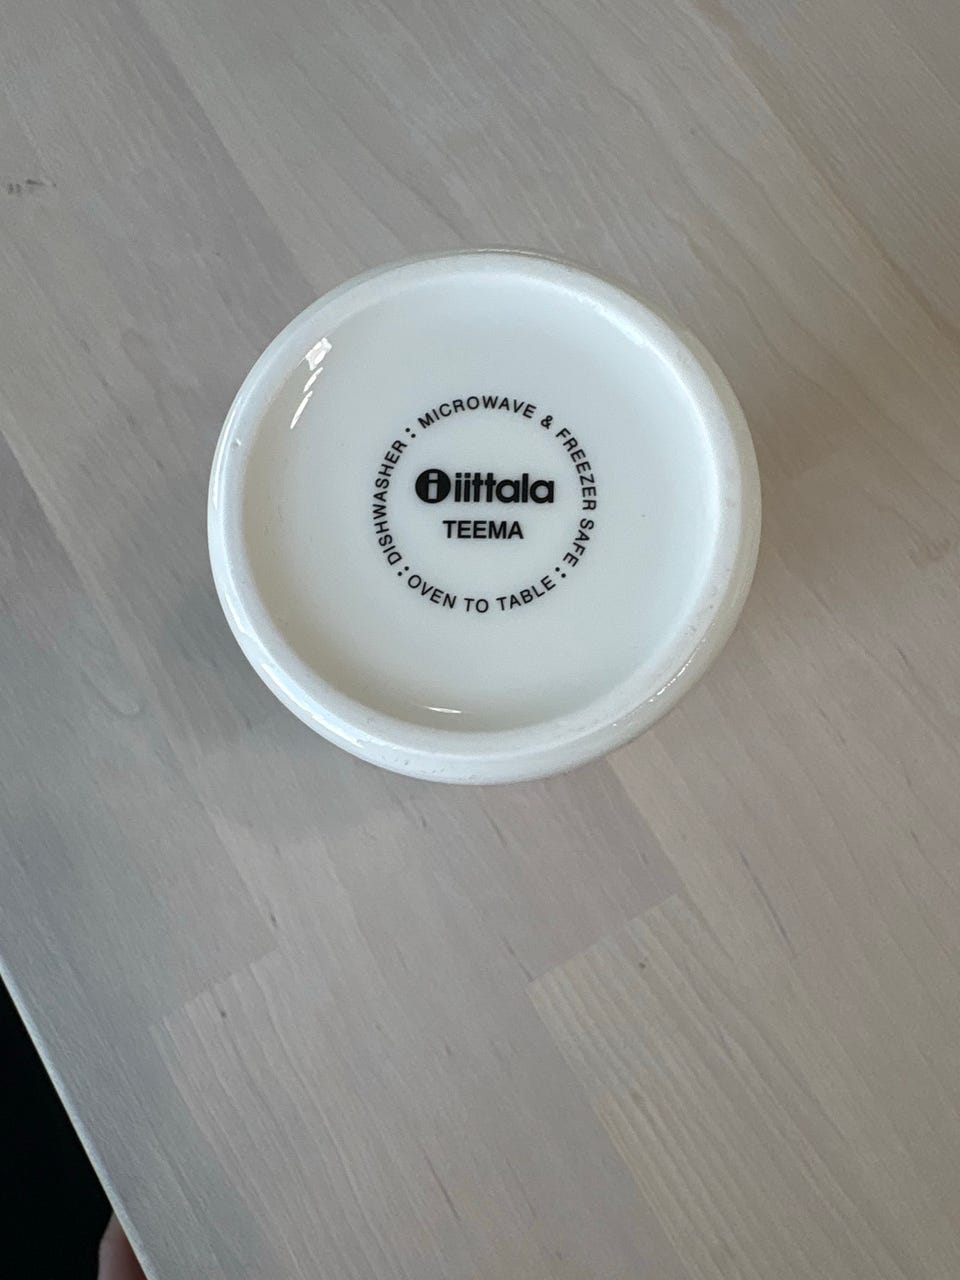 MICROWAVE & FREEZER SAFE :
OVEN TO TABLE :
DISHWASHER :
i iittala
TEEMA